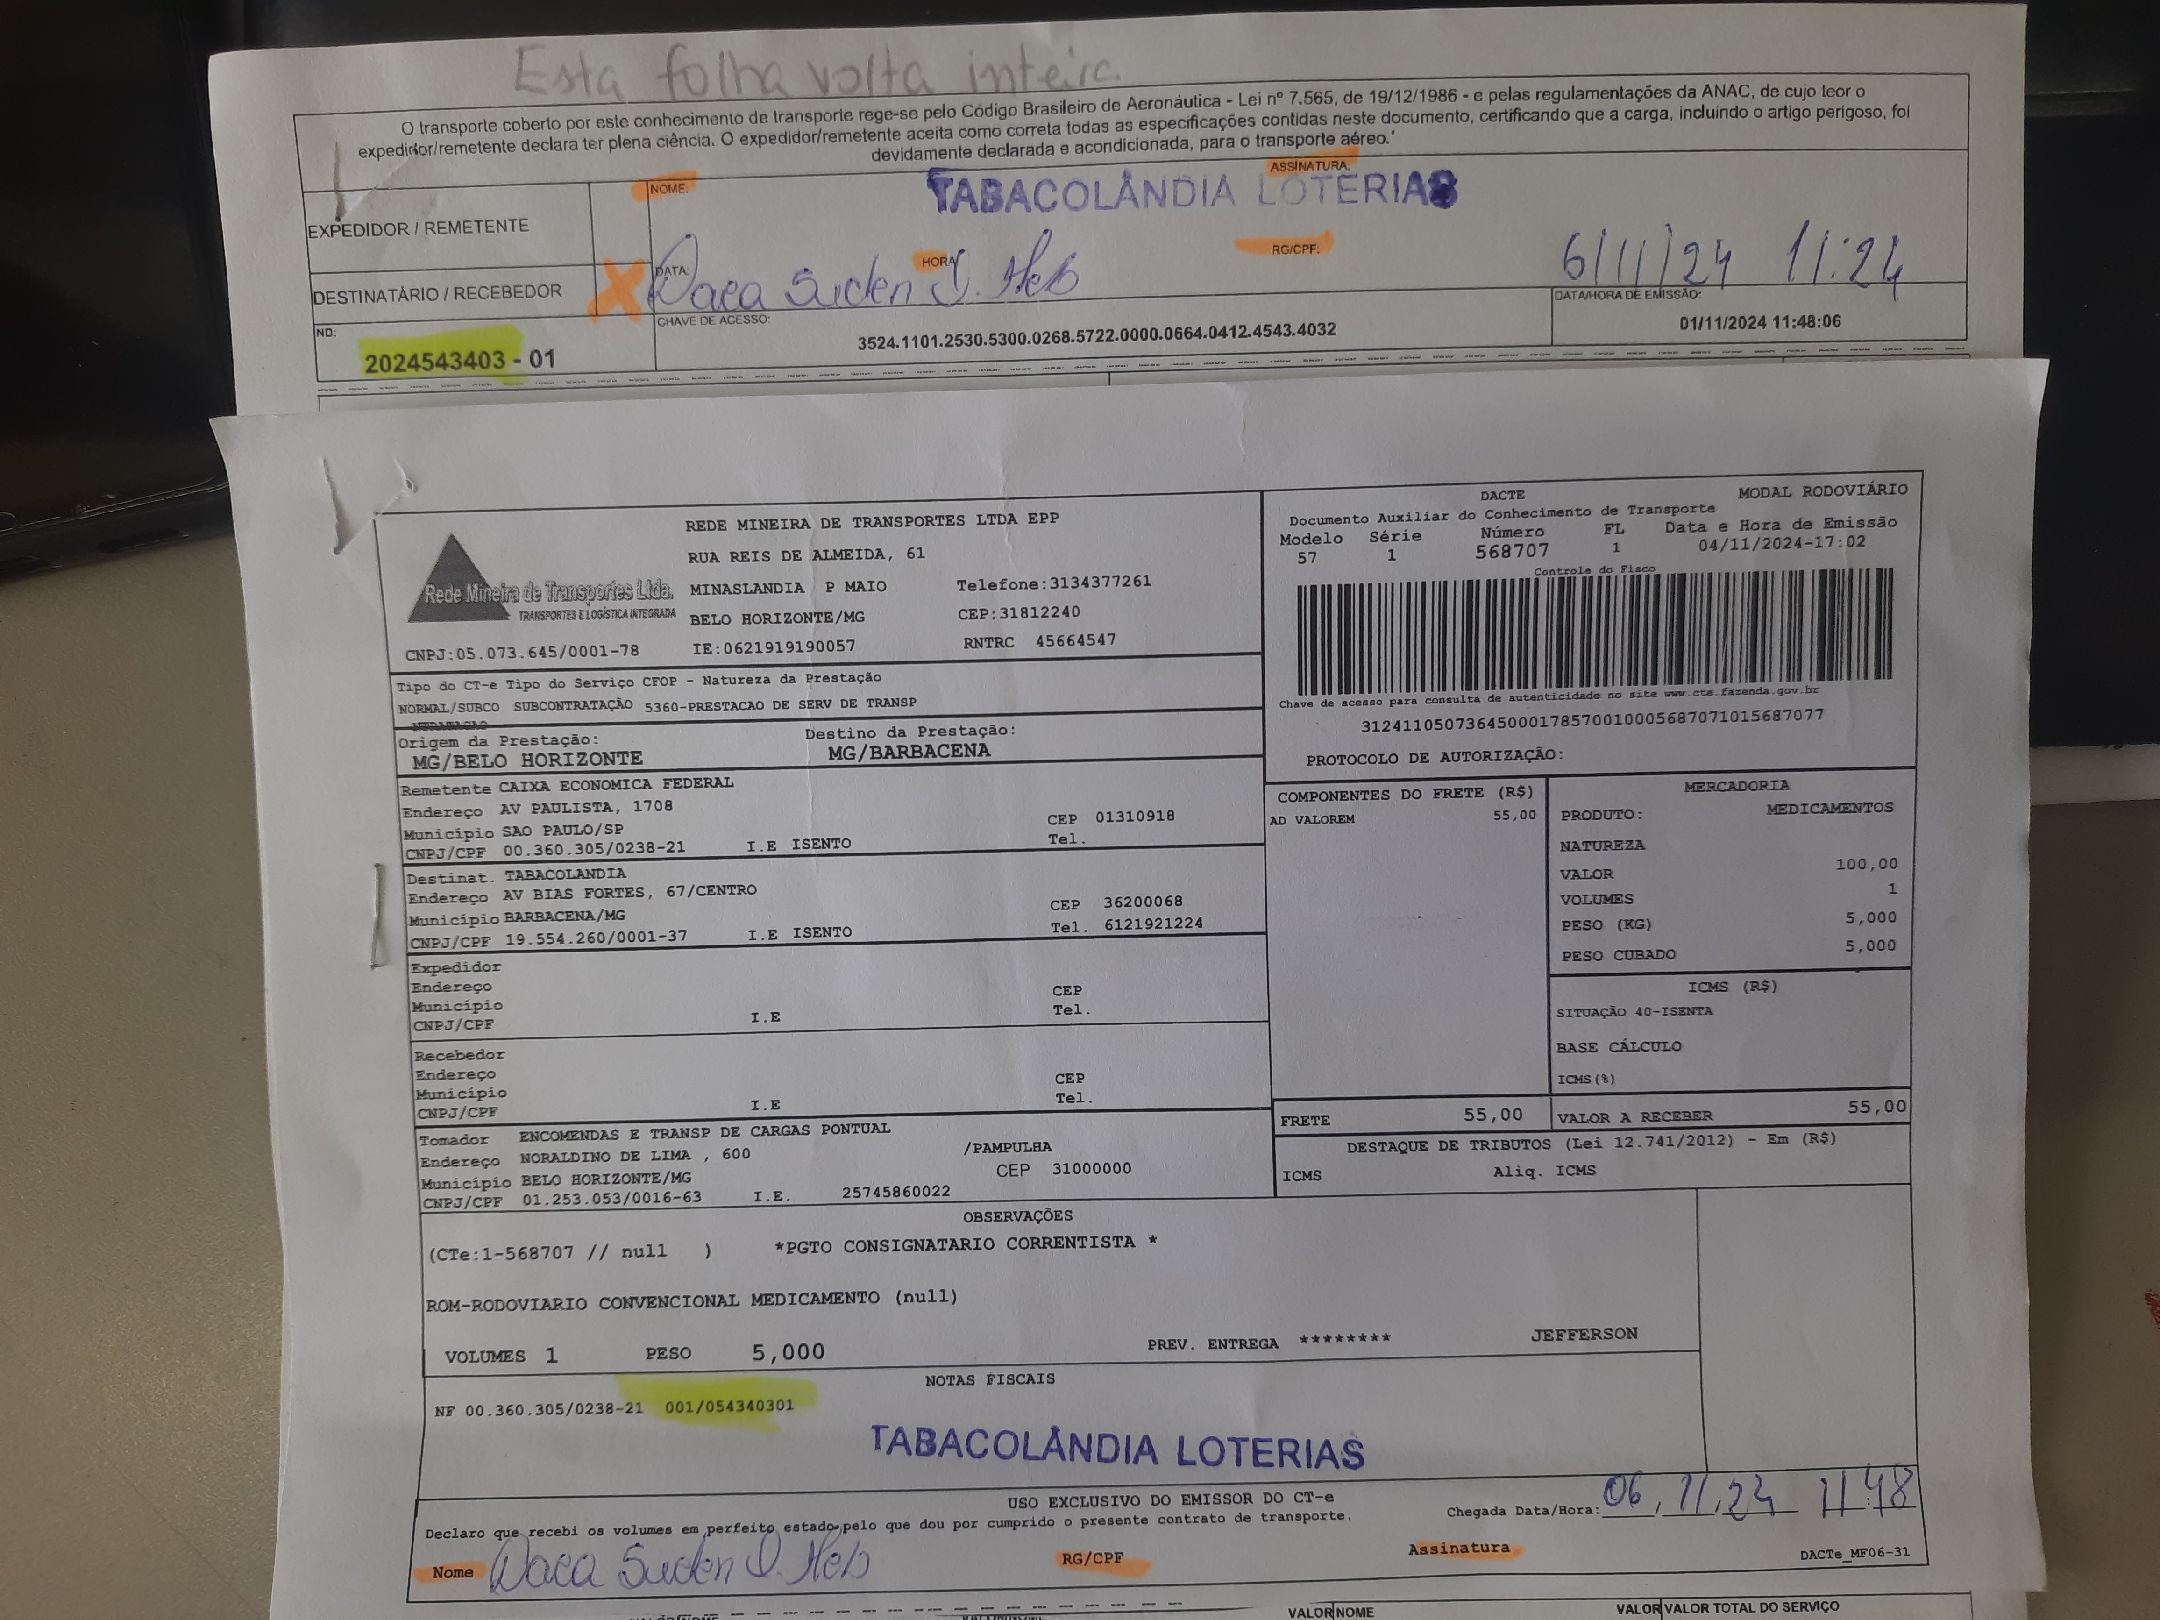 Esta folha volta inteira.
O transporte coberto por este conhecimento de transporte rege-se pelo Código Brasileiro de Aeronáutica - Lei nº 7.565, de 19/12/1986 - e pelas regulamentações da ANAC, de cujo teor o
expedidor/remetente declara ter plena ciência. O expedidor/remetente aceita como correta todas as especificações contidas neste documento, certificando que a carga, incluindo o artigo perigoso, foi
devidamente declarada e acondicionada, para o transporte aéreo.'
EXPEDIDOR / REMETENTE
NOME:
ASSINATURA:
TABACOLÂNDIA LOTERIAS
DESTINATÁRIO / RECEBEDOR
X
DATA:
HORA
RG/CPF:
6/11/24 11:24
ND:
2024543403 - 01
CHAVE DE ACESSO:
3524.1101.2530.5300.0268.5722.0000.0664.0412.4543.4032
DATA/HORA DE EMISSÃO:
01/11/2024 11:48:06
Rede Mineira de Transportes Ltda.
TRANSPORTES E LOGÍSTICA INTEGRADA
CNPJ:05.073.645/0001-78
REDE MINEIRA DE TRANSPORTES LTDA EPP
RUA REIS DE ALMEIDA, 61
MINASLANDIA P MAIO Telefone:3134377261
BELO HORIZONTE/MG CEP:31812240
IE:0621919190057 RNTRC 45664547
DACTE MODAL RODOVIÁRIO
Documento Auxiliar do Conhecimento de Transporte
Modelo Série Número FL Data e Hora de Emissão
57 1 568707 1 04/11/2024-17:02
Controle do Fisco
Chave de acesso para consulta de autenticidade no site www.cte.fazenda.gov.br
31241105073645000178570010005687071015687077
PROTOCOLO DE AUTORIZAÇÃO:
Tipo do CT-e Tipo do Serviço CFOP - Natureza da Prestação
NORMAL/SUBCO SUBCONTRATAÇÃO 5360-PRESTACAO DE SERV DE TRANSP
Origem da Prestação: Destino da Prestação:
MG/BELO HORIZONTE MG/BARBACENA
Remetente CAIXA ECONOMICA FEDERAL
Endereço AV PAULISTA, 1708
Município SAO PAULO/SP CEP 01310918
CNPJ/CPF 00.360.305/0238-21 I.E ISENTO Tel.
Destinat. TABACOLANDIA
Endereço AV BIAS FORTES, 67/CENTRO
Município BARBACENA/MG CEP 36200068
CNPJ/CPF 19.554.260/0001-37 I.E ISENTO Tel. 6121921224
Expedidor
Endereço
Município CEP
CNPJ/CPF I.E Tel.
Recebedor
Endereço
Município CEP
CNPJ/CPF I.E Tel.
Tomador ENCOMENDAS E TRANSP DE CARGAS PONTUAL
Endereço NORALDINO DE LIMA , 600 /PAMPULHA
Município BELO HORIZONTE/MG CEP 31000000
CNPJ/CPF 01.253.053/0016-63 I.E. 25745860022
COMPONENTES DO FRETE (R$)
AD VALOREM 55,00
MERCADORIA
PRODUTO: MEDICAMENTOS
NATUREZA
VALOR 100,00
VOLUMES 1
PESO (KG) 5,000
PESO CUBADO 5,000
ICMS (R$)
SITUAÇÃO 40-ISENTA
BASE CÁLCULO
ICMS(%)
FRETE 55,00 VALOR A RECEBER 55,00
DESTAQUE DE TRIBUTOS (Lei 12.741/2012) - Em (R$)
ICMS Aliq. ICMS
OBSERVAÇÕES
(CTe:1-568707 // null ) *PGTO CONSIGNATARIO CORRENTISTA *
ROM-RODOVIARIO CONVENCIONAL MEDICAMENTO (null)
VOLUMES 1 PESO 5,000 PREV. ENTREGA ******** JEFFERSON
NOTAS FISCAIS
NF 00.360.305/0238-21 001/054340301
TABACOLÂNDIA LOTERIAS
USO EXCLUSIVO DO EMISSOR DO CT-e
Declaro que recebi os volumes em perfeito estado pelo que dou por cumprido o presente contrato de transporte.
Chegada Data/Hora: 06/11/24 11:48
Nome
RG/CPF
Assinatura
DACTe_MF06-31
VALOR NOME VALOR VALOR TOTAL DO SERVIÇO